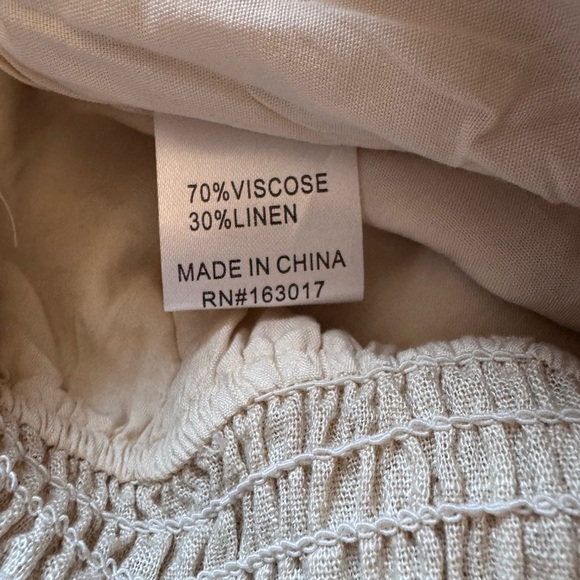 70%VISCOSE
30%LINEN
MADE IN CHINA
RN#163017